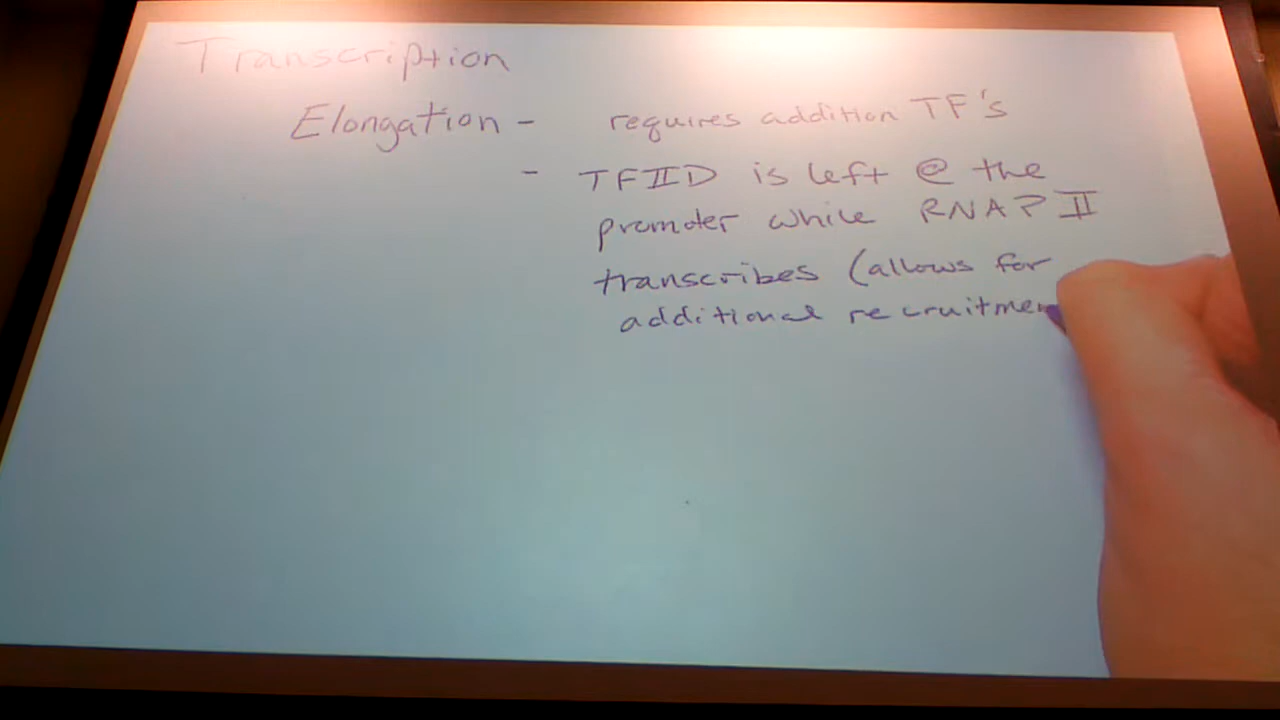 Transcription
Elongation - requires addition TF's
- TFIID is left @ the
promoter while RNAP II
transcribes (allows for
additional recruitmen